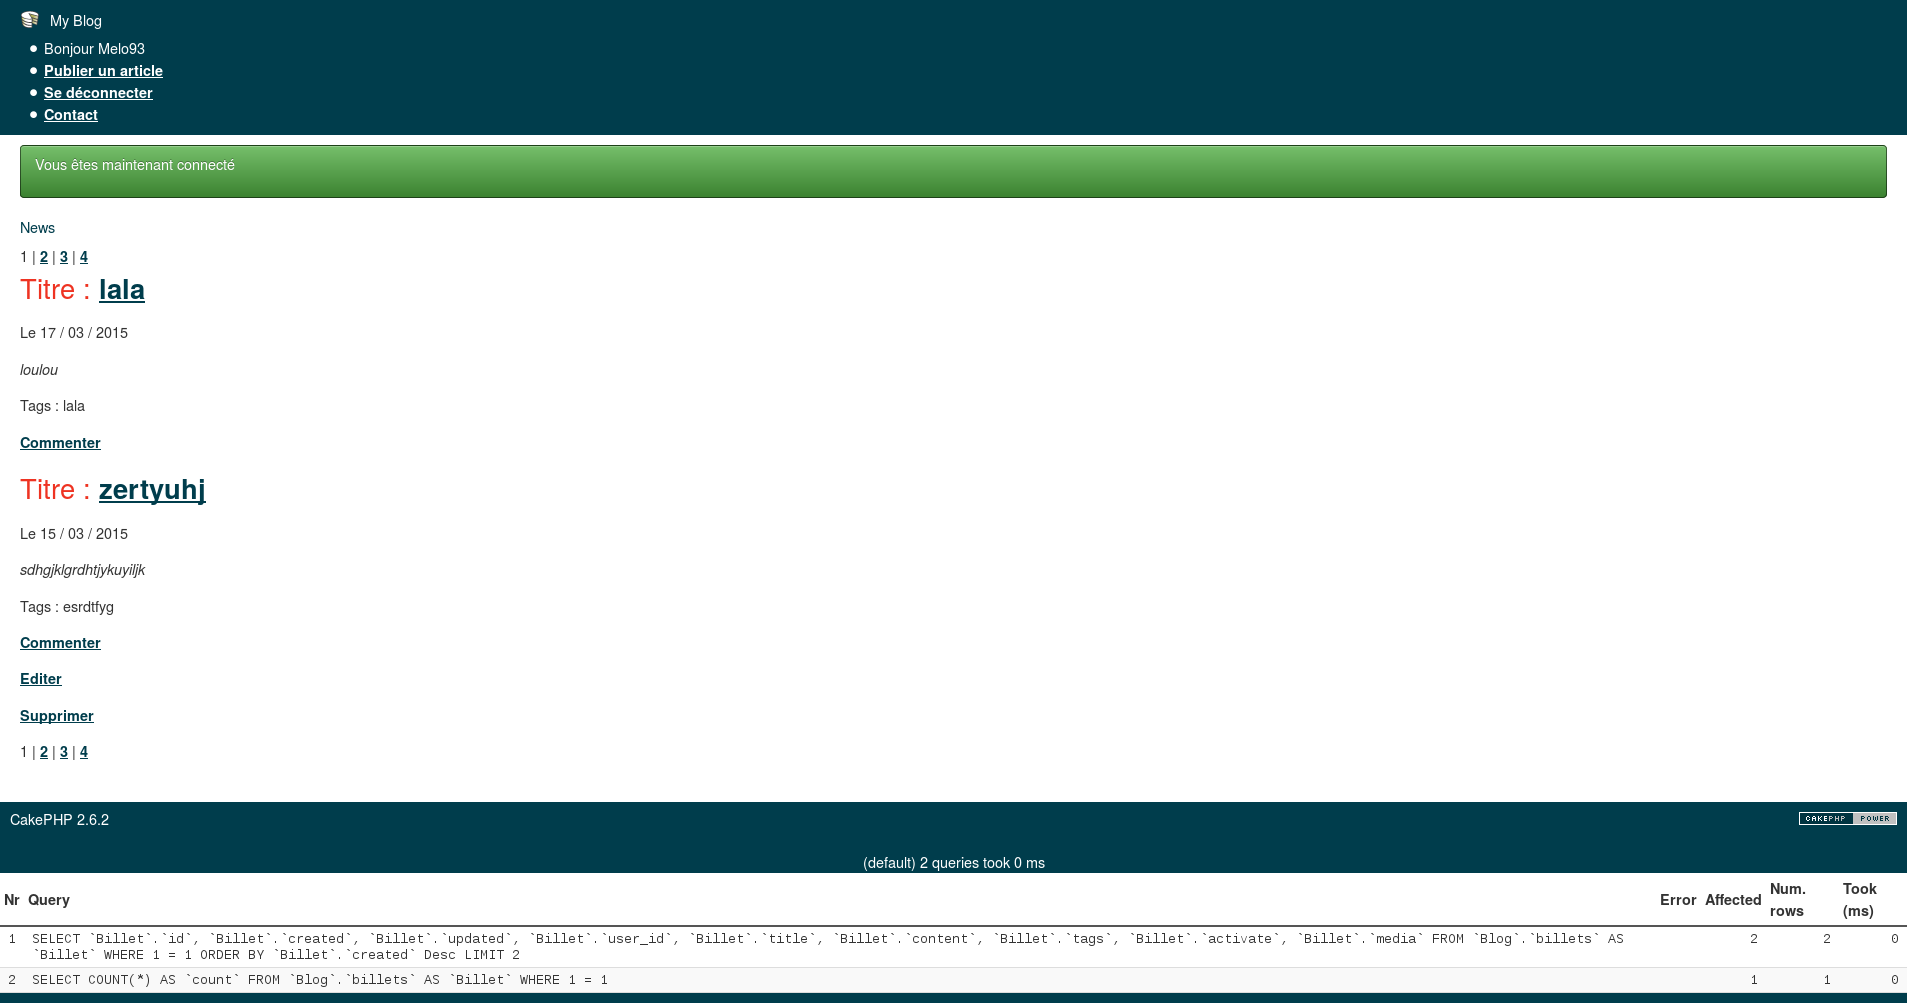 My Blog
Bonjour Melo93
Publier un article
Se déconnecter
Contact
Vous êtes maintenant connecté
News
1 | 2 | 3 | 4
Titre : lala
Le 17 / 03 / 2015
loulou
Tags : lala
Commenter
Titre : zertyuhj
Le 15 / 03 / 2015
sdhgjklgrdhtjykuyiljk
Tags : esrdtfyg
Commenter
Editer
Supprimer
1 | 2 | 3 | 4
CakePHP 2.6.2
CAKEPHP POWER
(default) 2 queries took 0 ms
Nr Query Error Affected Num. rows Took (ms)
1 SELECT `Billet`.`id`, `Billet`.`created`, `Billet`.`updated`, `Billet`.`user_id`, `Billet`.`title`, `Billet`.`content`, `Billet`.`tags`, `Billet`.`activate`, `Billet`.`media` FROM `Blog`.`billets` AS 2 2 0
`Billet` WHERE 1 = 1 ORDER BY `Billet`.`created` Desc LIMIT 2
2 SELECT COUNT(*) AS `count` FROM `Blog`.`billets` AS `Billet` WHERE 1 = 1 1 1 0